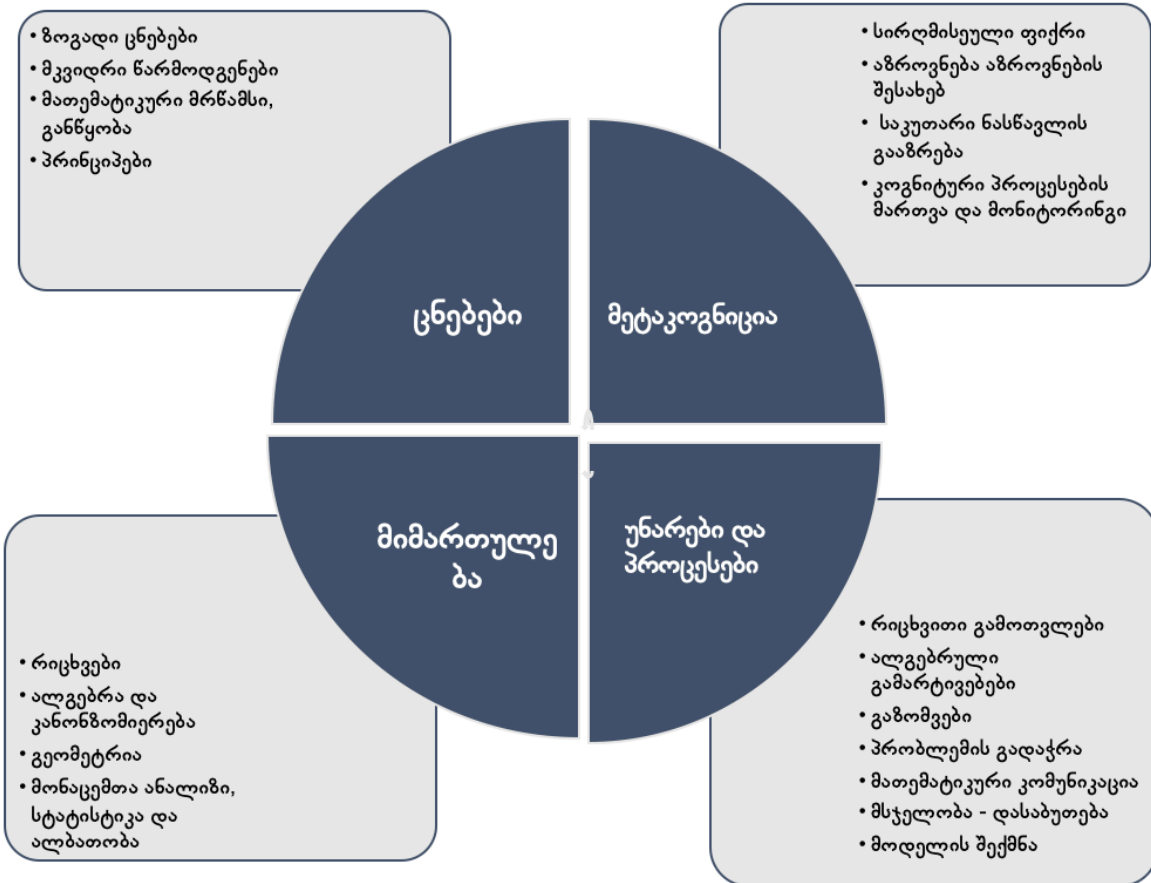 • ზოგადი ცნებები
• მკვიდრი წარმოდგენები
• მათემატიკური მრწამსი,
განწყობა
• პრინციპები
• სიღრმისეული ფიქრი
• აზროვნება აზროვნების
შესახებ
• საკუთარი ნასწავლის
გააზრება
• კოგნიტური პროცესების
მართვა და მონიტორინგი
ცნებები
მეტაკოგნიცია
მიმართულე
ბა
უნარები და
პროცესები
• რიცხვები
• ალგებრა და
კანონზომიერება
• გეომეტრია
• მონაცემთა ანალიზი,
სტატისტიკა და
ალბათობა
• რიცხვითი გამოთვლები
• ალგებრული
გამარტივებები
• გაზომვები
• პრობლემის გადაჭრა
• მათემატიკური კომუნიკაცია
• მსჯელობა - დასაბუთება
• მოდელის შექმნა